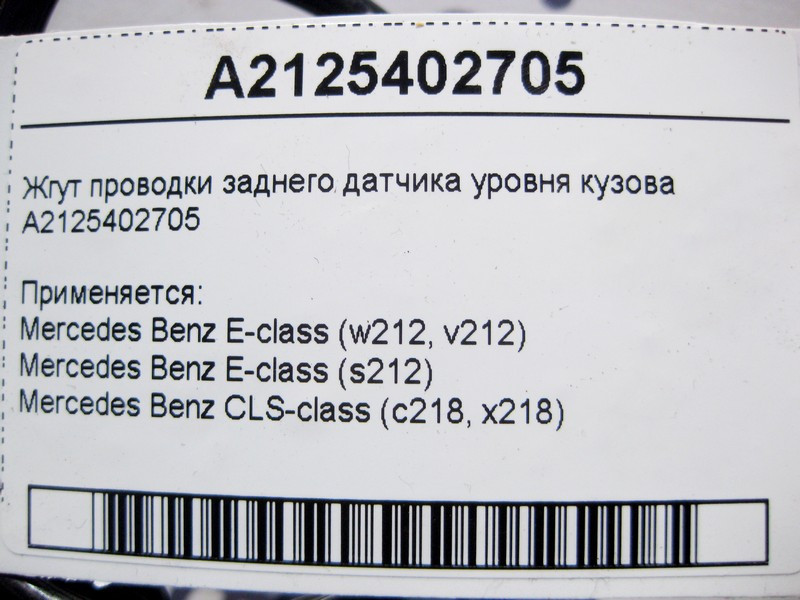 A2125402705
Жгут проводки заднего датчика уровня кузова
A2125402705
Применяется:
Mercedes Benz E-class (w212, v212)
Mercedes Benz E-class (s212)
Mercedes Benz CLS-class (c218, x218)